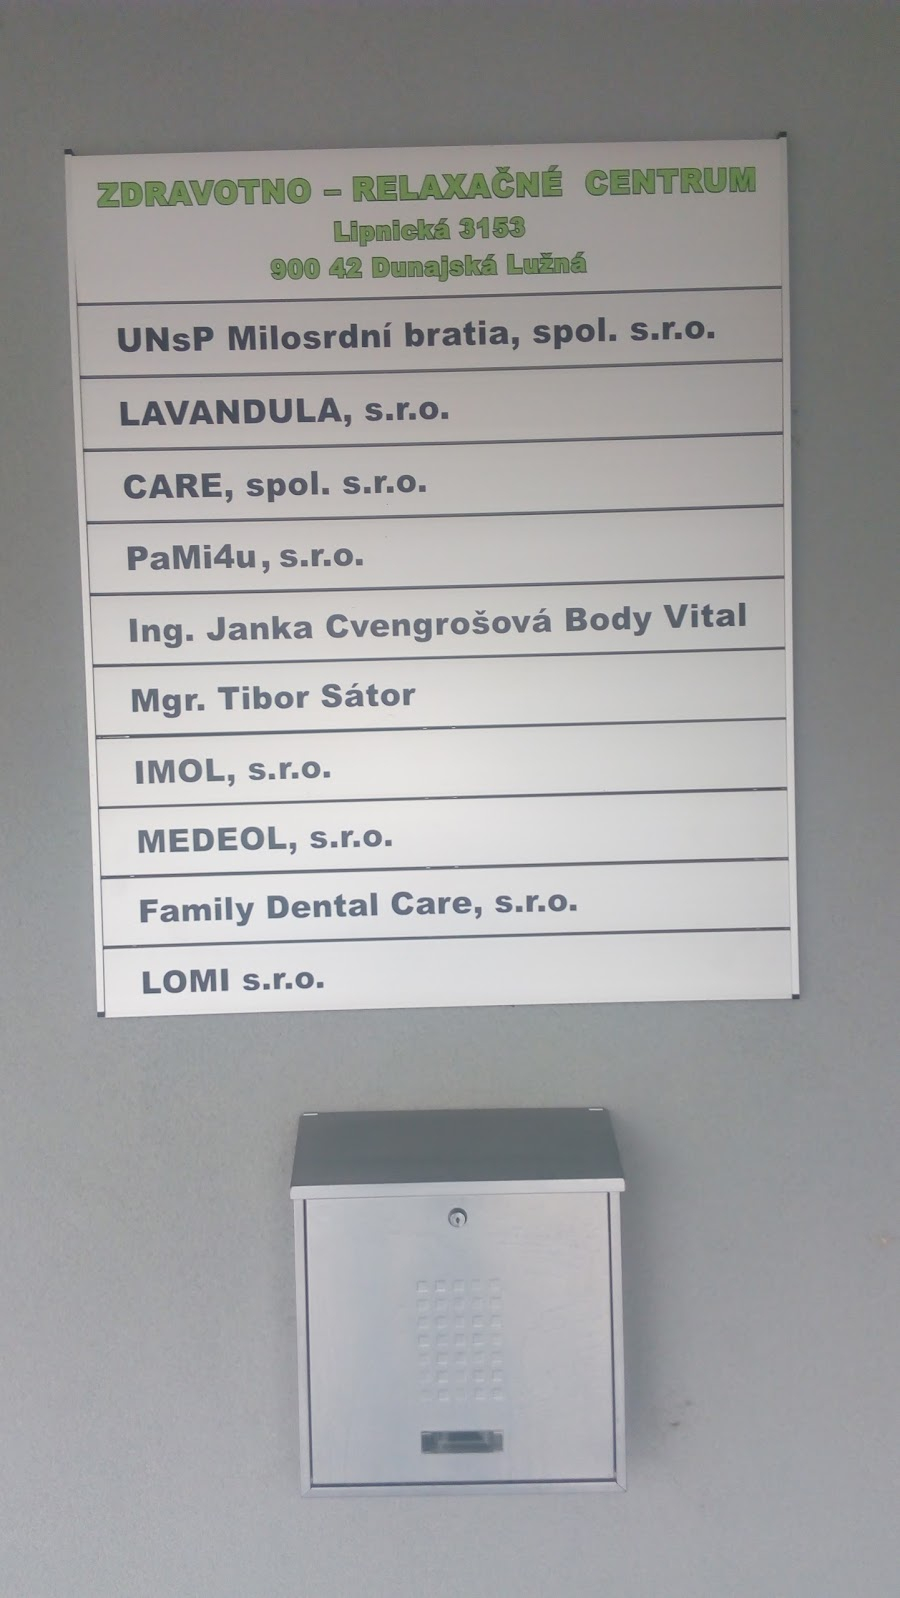 ZDRAVOTNO – RELAXAČNÉ CENTRUM
Lipnická 3153
900 42 Dunajská Lužná
UNsP Milosrdní bratia, spol. s.r.o.
LAVANDULA, s.r.o.
CARE, spol. s.r.o.
PaMi4u, s.r.o.
Ing. Janka Cvengrošová Body Vital
Mgr. Tibor Sátor
IMOL, s.r.o.
MEDEOL, s.r.o.
Family Dental Care, s.r.o.
LOMI s.r.o.